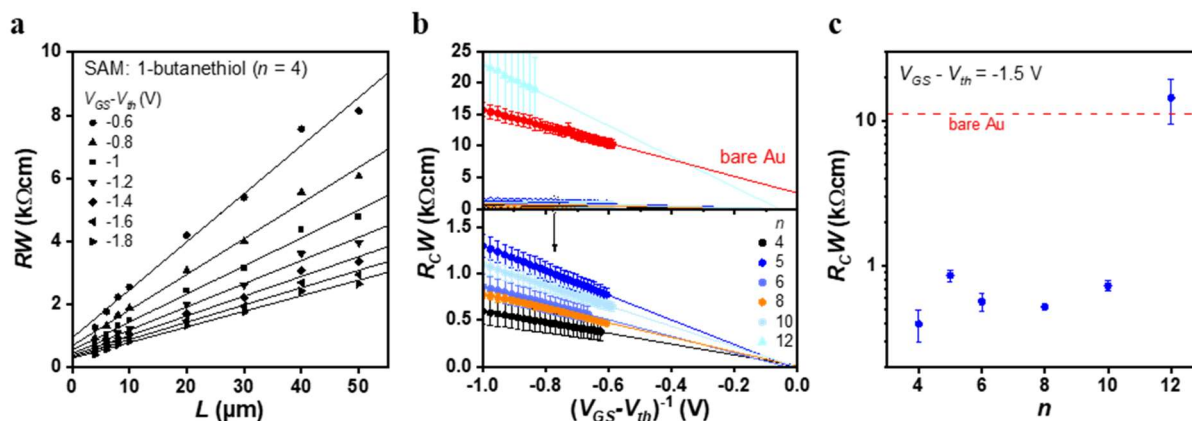 a
RW (kΩcm)
10
8
6
4
2
0
SAM: 1-butanethiol (n = 4)
V_GS-V_th (V)
-0.6
-0.8
-1
-1.2
-1.4
-1.6
-1.8
0 10 20 30 40 50
L (µm)
b
R_CW (kΩcm)
25
20
15
10
5
0
bare Au
1.5
1.0
0.5
0.0
n
4
5
6
8
10
12
-1.0 -0.8 -0.6 -0.4 -0.2 0.0
(V_GS-V_th)^-1 (V)
c
R_CW (kΩcm)
10
1
V_GS - V_th = -1.5 V
bare Au
4 6 8 10 12
n